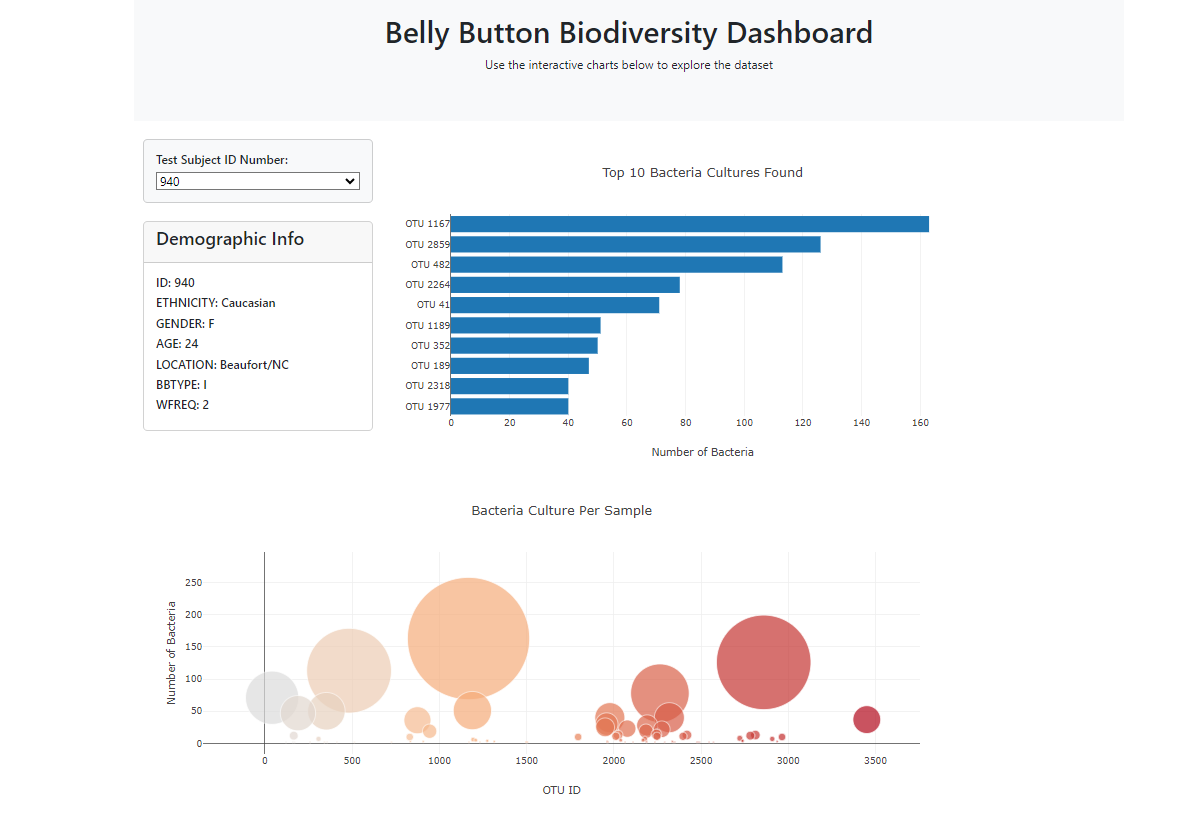 Belly Button Biodiversity Dashboard
Use the interactive charts below to explore the dataset
Test Subject ID Number:
940
Demographic Info
ID: 940
ETHNICITY: Caucasian
GENDER: F
AGE: 24
LOCATION: Beaufort/NC
BBTYPE: I
WFREQ: 2
Top 10 Bacteria Cultures Found
OTU 1167
OTU 2859
OTU 482
OTU 2264
OTU 41
OTU 1189
OTU 352
OTU 189
OTU 2318
OTU 1977
0 20 40 60 80 100 120 140 160
Number of Bacteria
Bacteria Culture Per Sample
250
200
150
100
50
0
Number of Bacteria
0 500 1000 1500 2000 2500 3000 3500
OTU ID